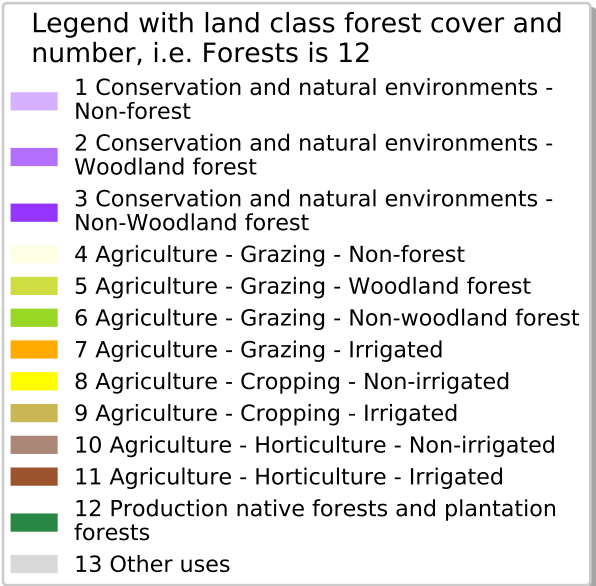 Legend with land class forest cover and
number, i.e. Forests is 12
1 Conservation and natural environments -
Non-forest
2 Conservation and natural environments -
Woodland forest
3 Conservation and natural environments -
Non-Woodland forest
4 Agriculture - Grazing - Non-forest
5 Agriculture - Grazing - Woodland forest
6 Agriculture - Grazing - Non-woodland forest
7 Agriculture - Grazing - Irrigated
8 Agriculture - Cropping - Non-irrigated
9 Agriculture - Cropping - Irrigated
10 Agriculture - Horticulture - Non-irrigated
11 Agriculture - Horticulture - Irrigated
12 Production native forests and plantation
forests
13 Other uses